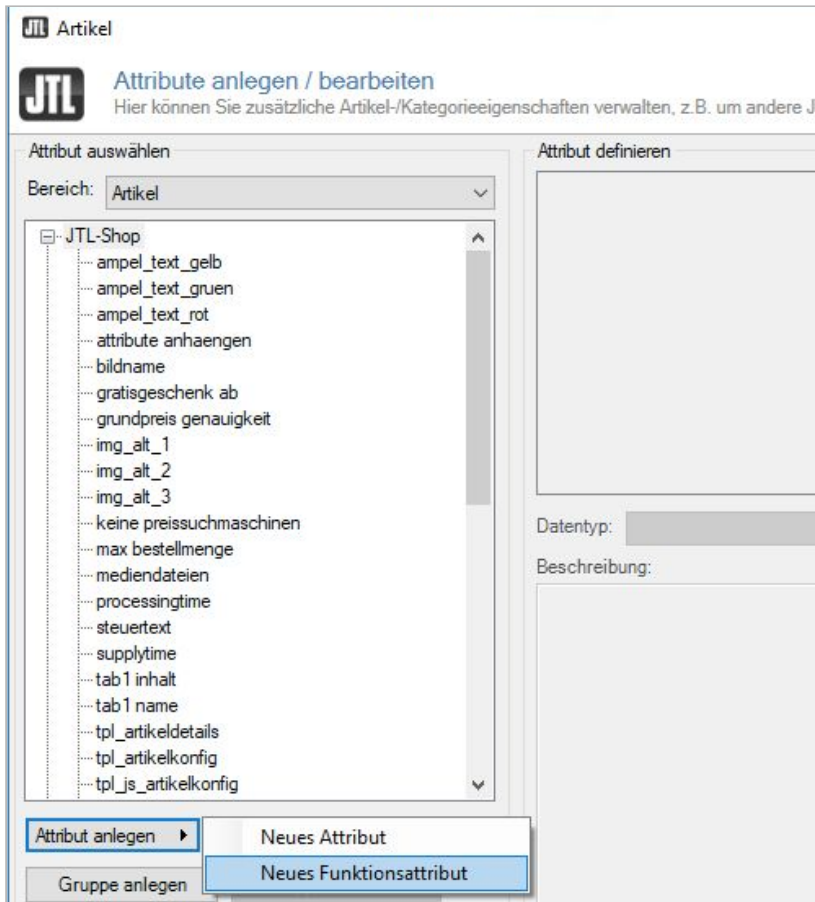 JTL Artikel
JTL
Attribute anlegen / bearbeiten
Hier können Sie zusätzliche Artikel-/Kategorieeigenschaften verwalten, z.B. um andere J
Attribut auswählen
Bereich: Artikel
JTL-Shop
ampel_text_gelb
ampel_text_gruen
ampel_text_rot
attribute anhaengen
bildname
gratisgeschenk ab
grundpreis genauigkeit
img_alt_1
img_alt_2
img_alt_3
keine preissuchmaschinen
max bestellmenge
mediendateien
processingtime
steuertext
supplytime
tab1 inhalt
tab1 name
tpl_artikeldetails
tpl_artikelkonfig
tpl_js_artikelkonfig
Attribut anlegen
Neues Attribut
Neues Funktionsattribut
Gruppe anlegen
Attribut definieren
Datentyp:
Beschreibung: